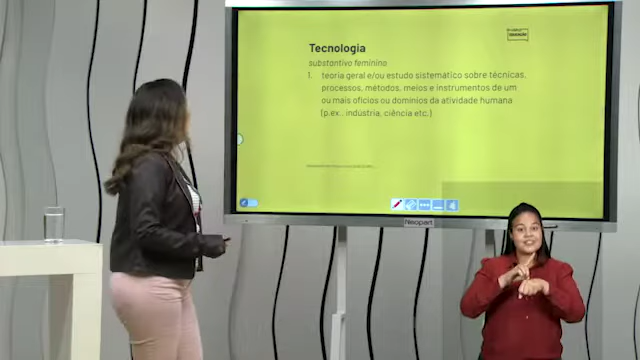 Tecnologia
substantivo feminino
1. teoria geral e/ou estudo sistemático sobre técnicas,
processos, métodos, meios e instrumentos de um
ou mais ofícios ou domínios da atividade humana
(p.ex., indústria, ciência etc.)
Neopart